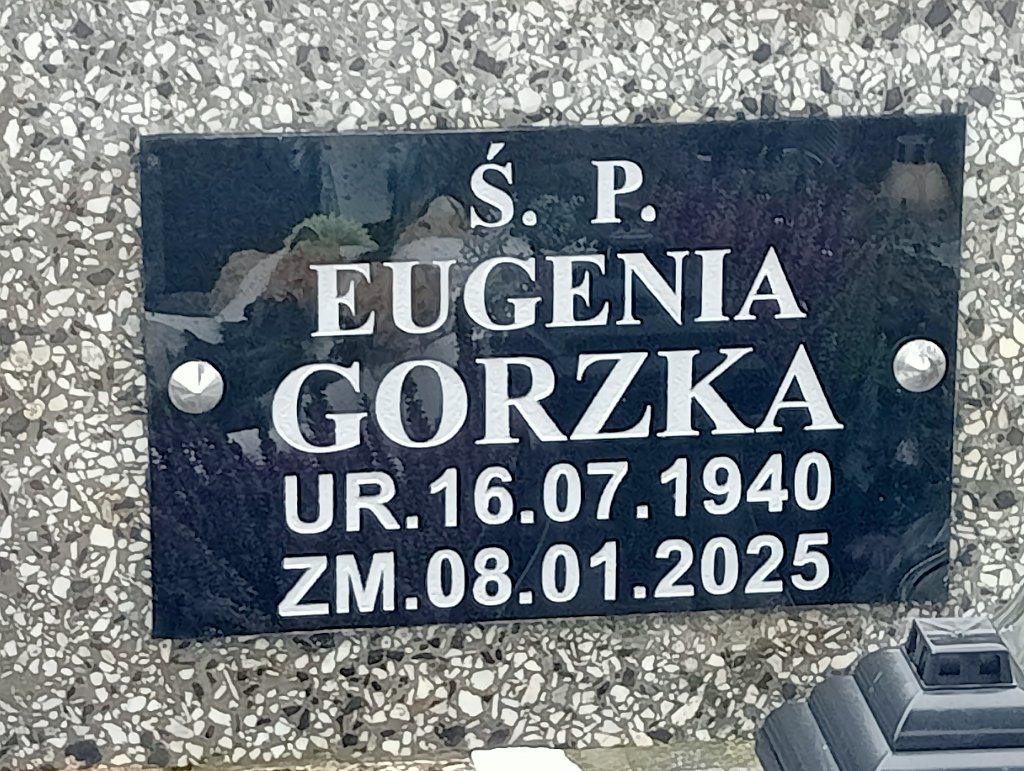 Ś. P.
EUGENIA
GORZKA
UR.16.07.1940
ZM.08.01.2025